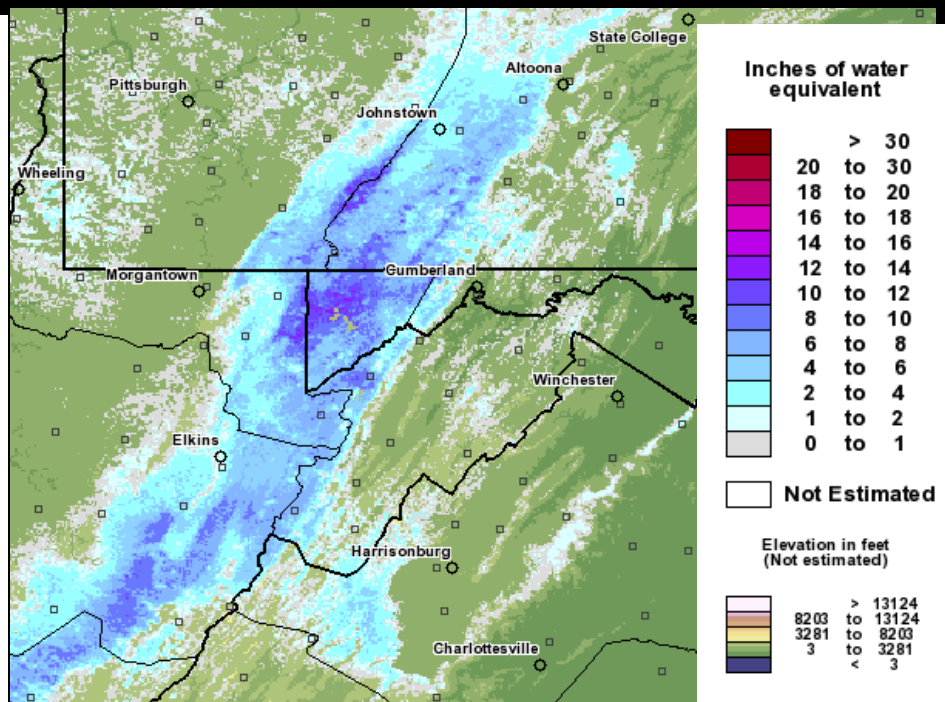 State College
Altoona
Pittsburgh
Johnstown
Wheeling
Morgantown
Cumberland
Winchester
Elkins
Harrisonburg
Charlottesville
Inches of water
equivalent
> 30
20 to 30
18 to 20
16 to 18
14 to 16
12 to 14
10 to 12
8 to 10
6 to 8
4 to 6
2 to 4
1 to 2
0 to 1
Not Estimated
Elevation in feet
(Not estimated)
> 13124
8203 to 13124
3281 to 8203
3 to 3281
< 3